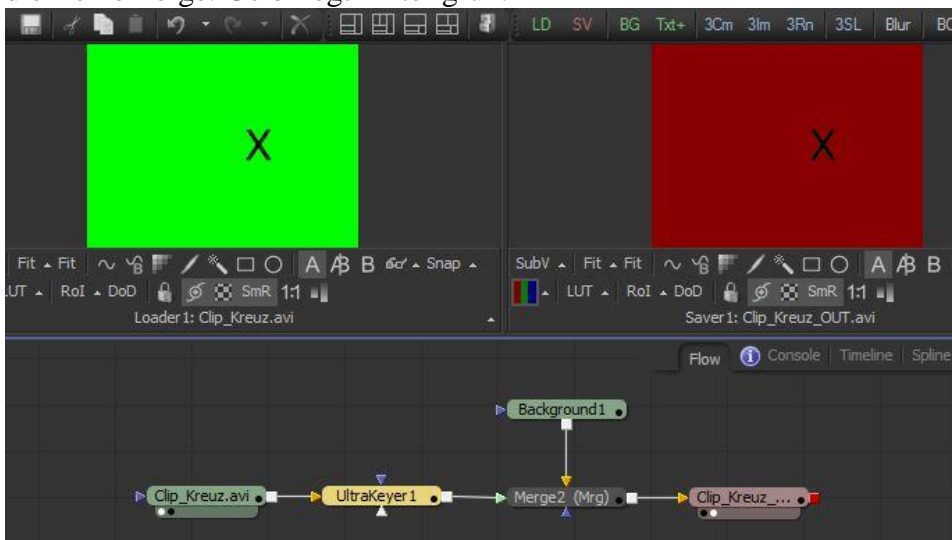 LD SV BG Txt+ 3Cm 3Im 3Rn 3SL Blur BC
X
X
Fit Fit A B B Snap
SubV Fit Fit A B B
LUT RoI DoD SmR 1:1
LUT RoI DoD SmR 1:1
Loader1: Clip_Kreuz.avi
Saver1: Clip_Kreuz_OUT.avi
Flow Console Timeline Spline
Background1
Clip_Kreuz.avi UltraKeyer1 Merge2 (Mrg) Clip_Kreuz_...